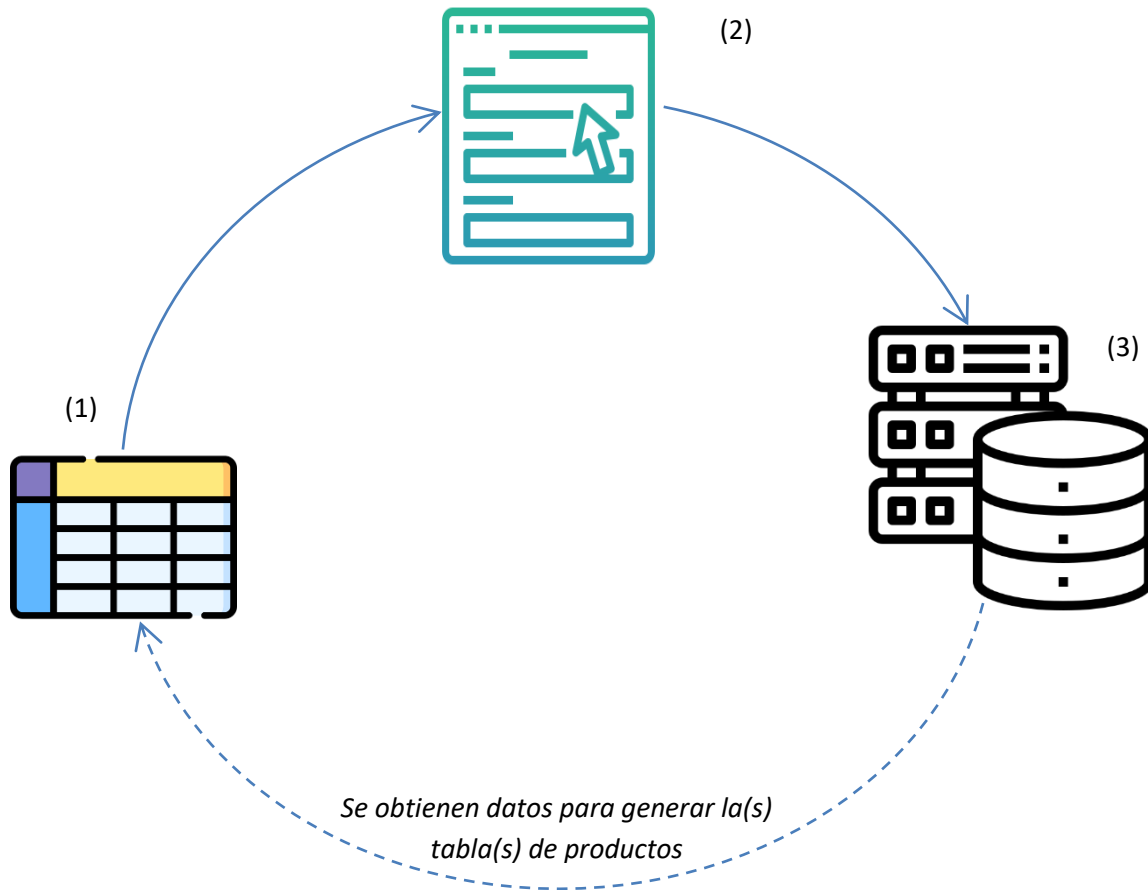 (2)
(3)
(1)
Se obtienen datos para generar la(s)
tabla(s) de productos